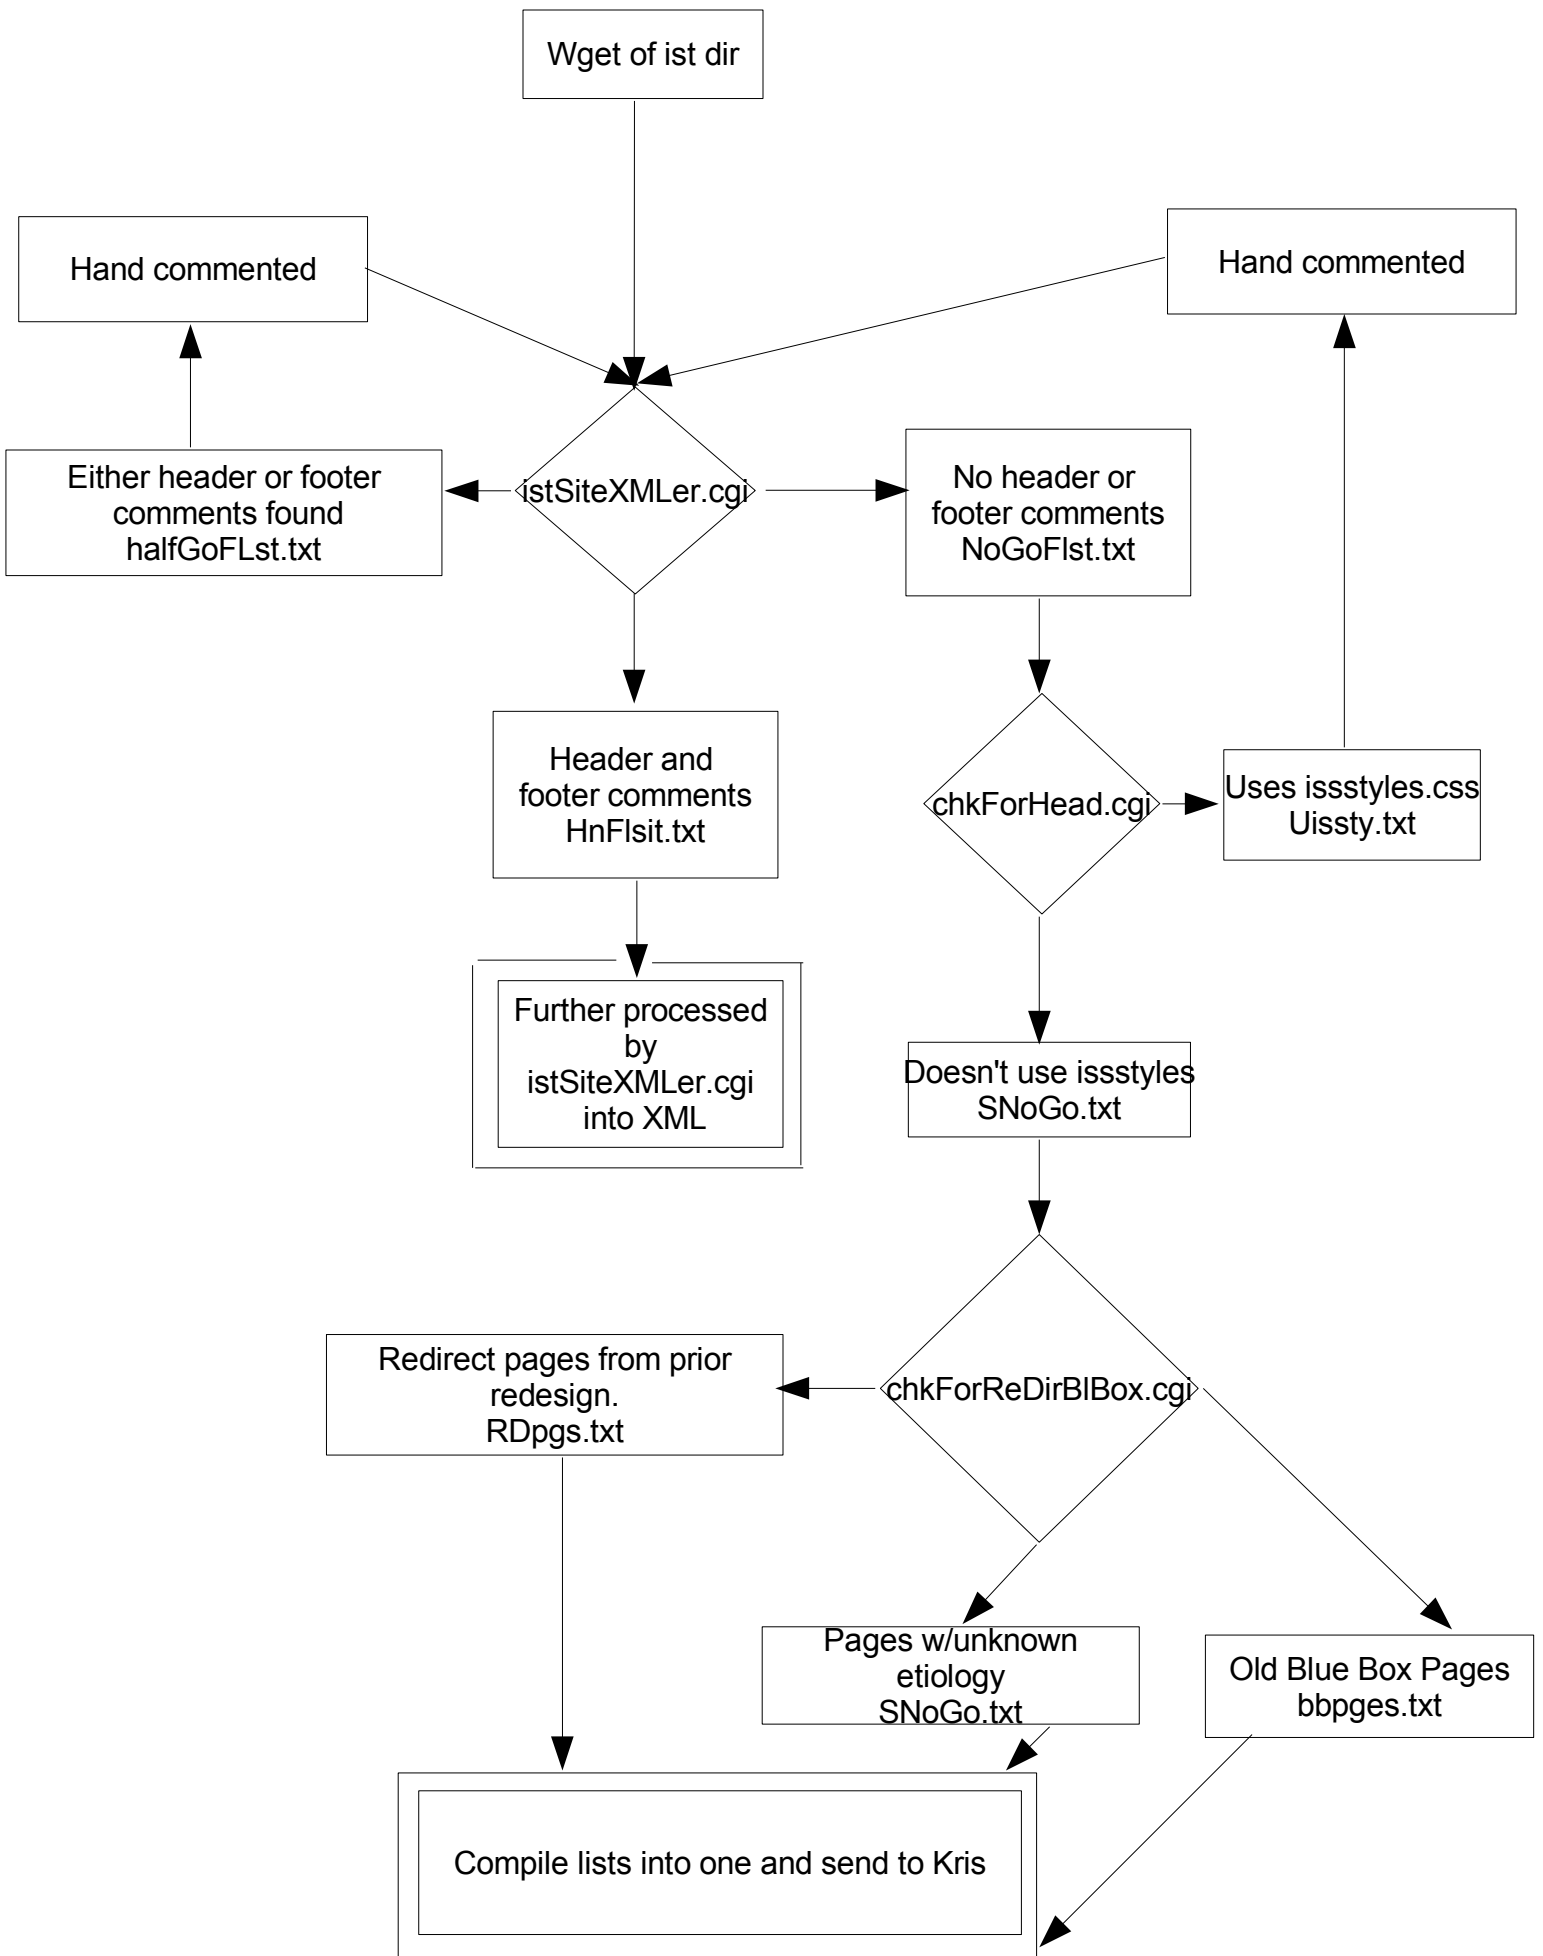 Wget of ist dir
Hand commented
Hand commented
Either header or footer
comments found
halfGoFLst.txt
istSiteXMLer.cgi
No header or
footer comments
NoGoFlst.txt
Header and
footer comments
HnFlsit.txt
chkForHead.cgi
Uses issstyles.css
Uissty.txt
Further processed
by
istSiteXMLer.cgi
into XML
Doesn't use issstyles
SNoGo.txt
Redirect pages from prior
redesign.
RDpgs.txt
chkForReDirBlBox.cgi
Pages w/unknown
etiology
SNoGo.txt
Old Blue Box Pages
bbpges.txt
Compile lists into one and send to Kris